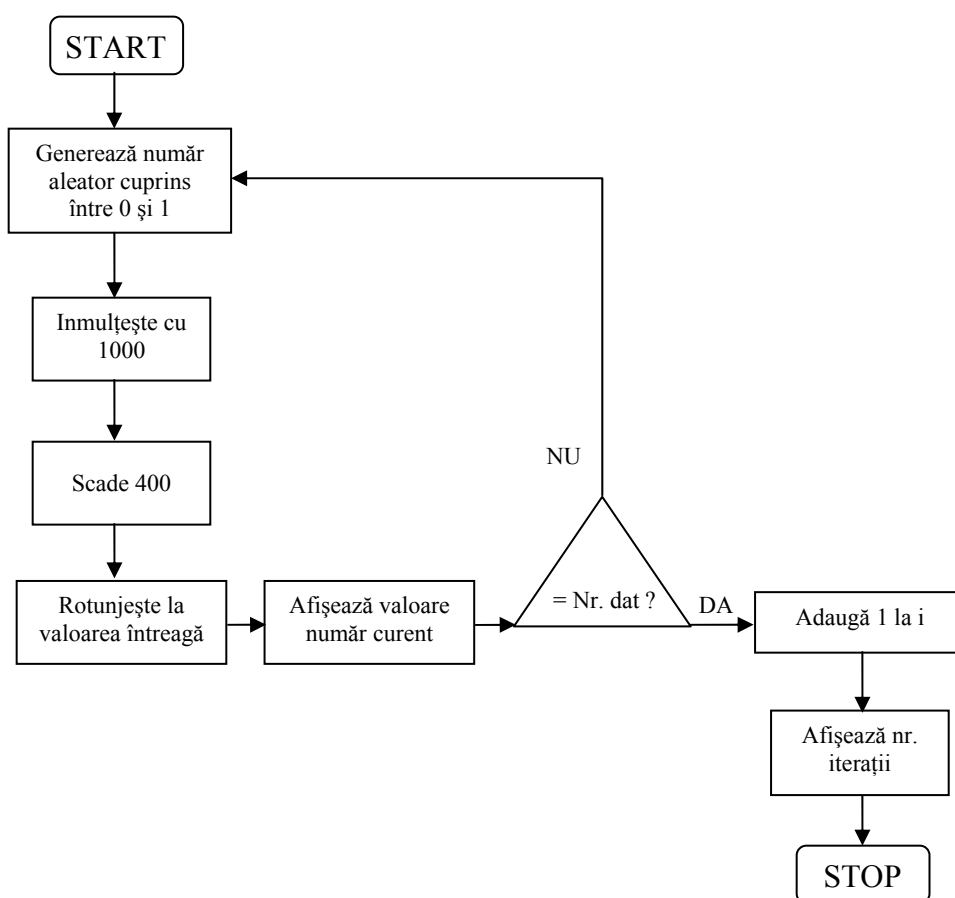 START
Generează număr
aleator cuprins
între 0 şi 1
Inmulţeşte cu
1000
Scade 400
Rotunjeşte la
valoarea întreagă
Afişează valoare
număr curent
NU
= Nr. dat ?
DA
Adaugă 1 la i
Afişează nr.
iteraţii
STOP